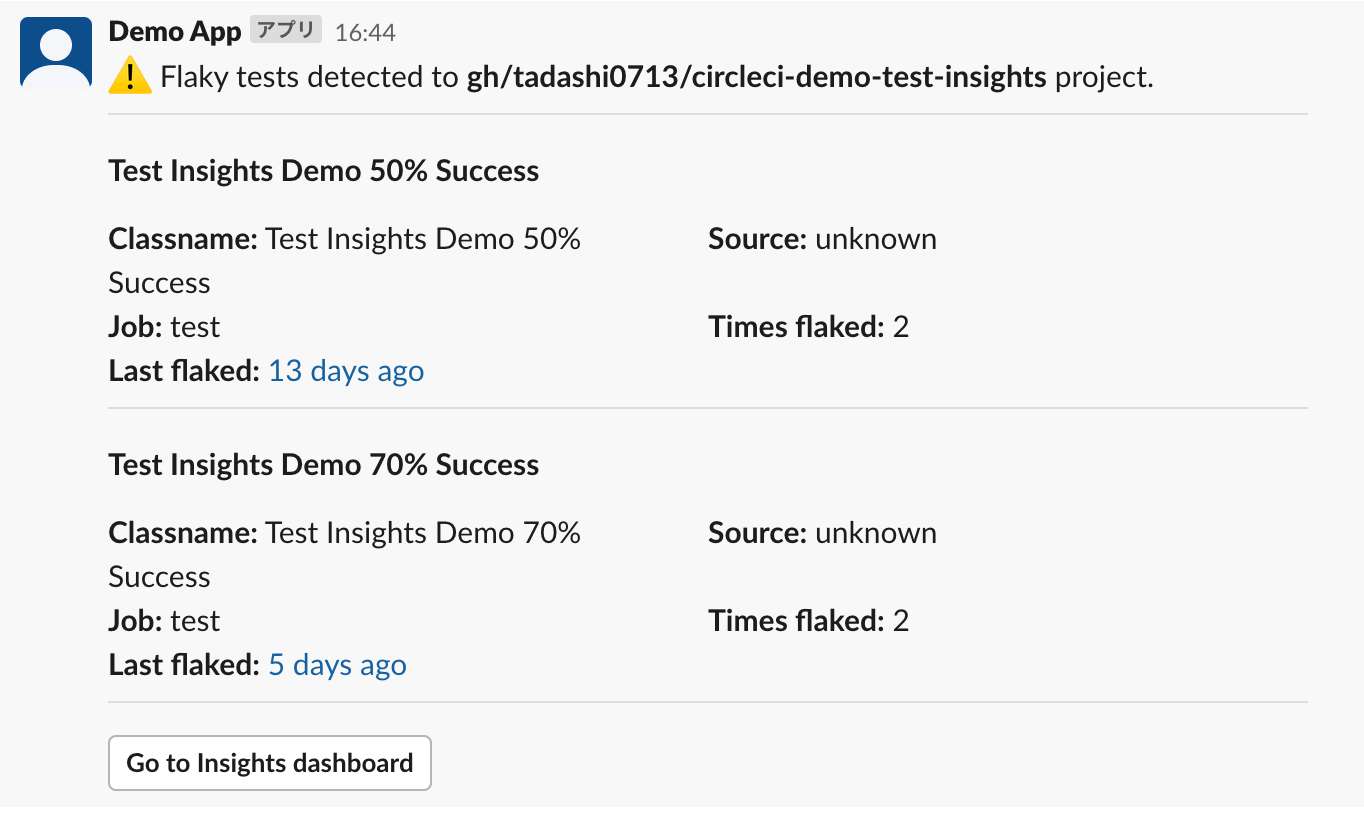 Demo App アプリ 16:44
Flaky tests detected to gh/tadashi0713/circleci-demo-test-insights project.
Test Insights Demo 50% Success
Classname: Test Insights Demo 50% Success
Source: unknown
Job: test
Times flaked: 2
Last flaked: 13 days ago
Test Insights Demo 70% Success
Classname: Test Insights Demo 70% Success
Source: unknown
Job: test
Times flaked: 2
Last flaked: 5 days ago
Go to Insights dashboard